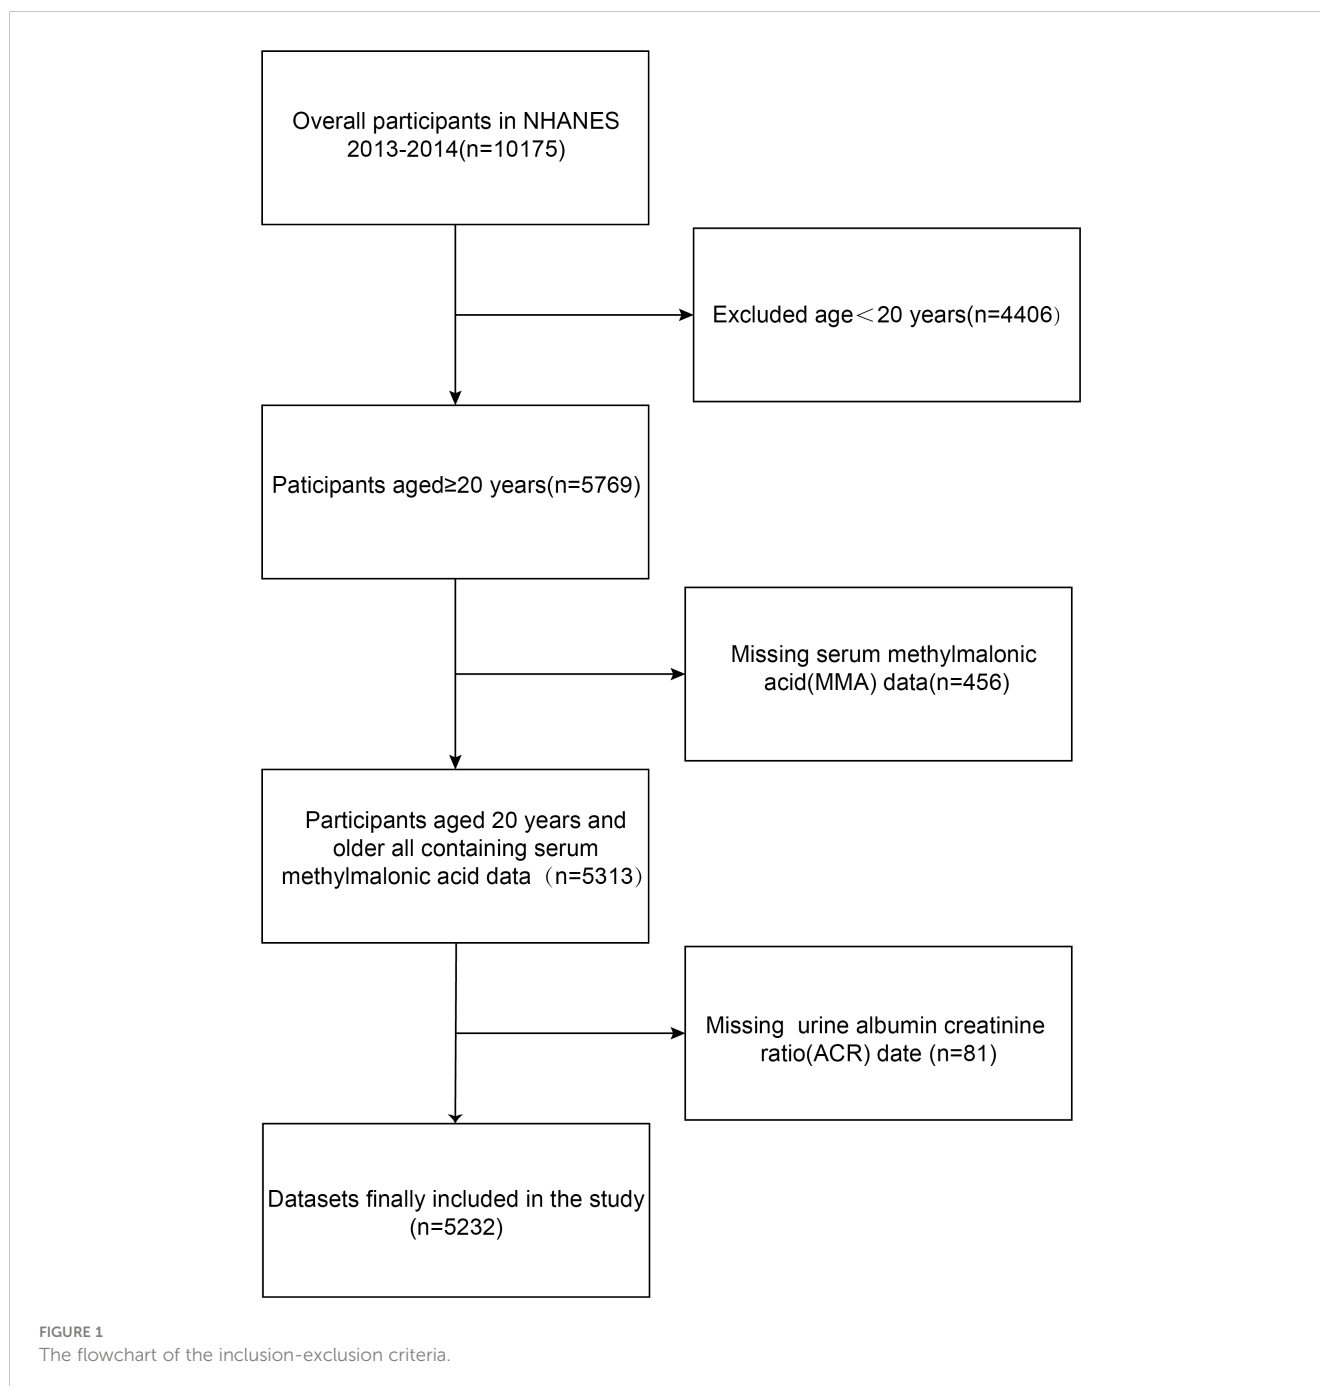 Overall participants in NHANES
2013-2014(n=10175)
Excluded age＜20 years(n=4406）
Paticipants aged≥20 years(n=5769)
Missing serum methylmalonic
acid(MMA) data(n=456)
Participants aged 20 years and
older all containing serum
methylmalonic acid data（n=5313）
Missing  urine albumin creatinine
ratio(ACR) date (n=81)
Datasets finally included in the study
(n=5232)
FIGURE 1
The flowchart of the inclusion-exclusion criteria.